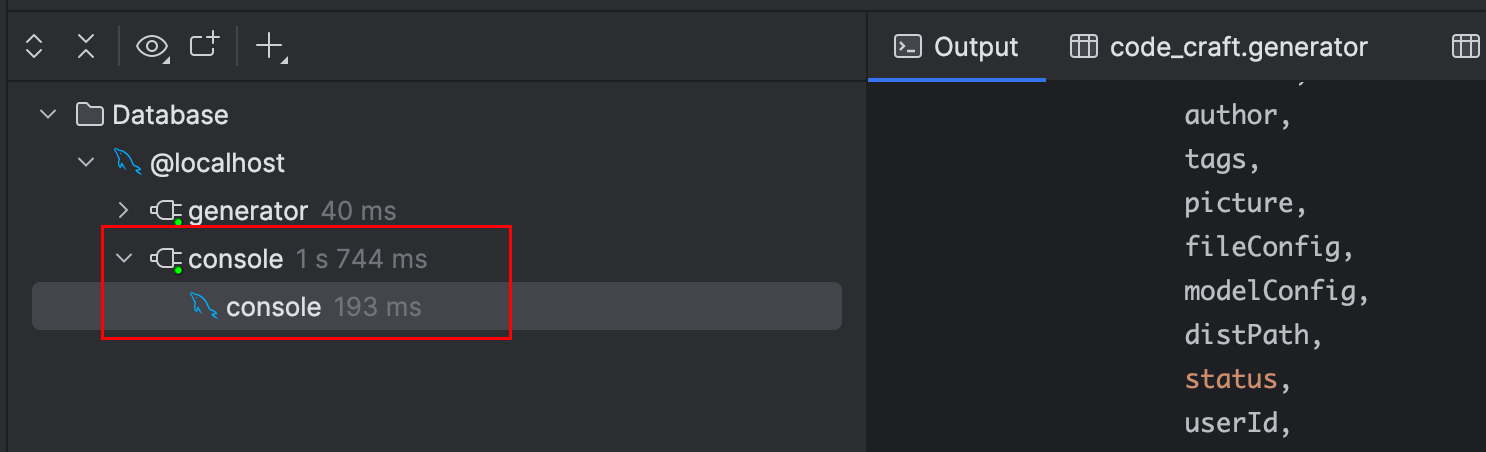 Database
@localhost
generator 40 ms
console 1 s 744 ms
console 193 ms
Output
code_craft.generator
author,
tags,
picture,
fileConfig,
modelConfig,
distPath,
status,
userId,